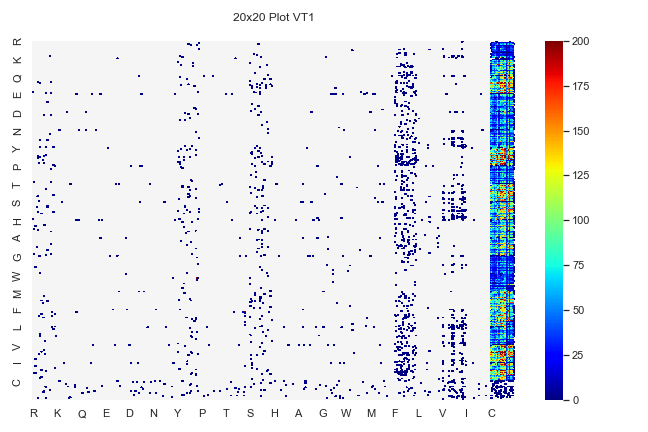 20x20 Plot VT1
R
K
Q
E
D
N
Y
P
T
S
H
A
G
W
M
F
L
V
I
C
R K Q E D N Y P T S H A G W M F L V I C
200
175
150
125
100
75
50
25
0